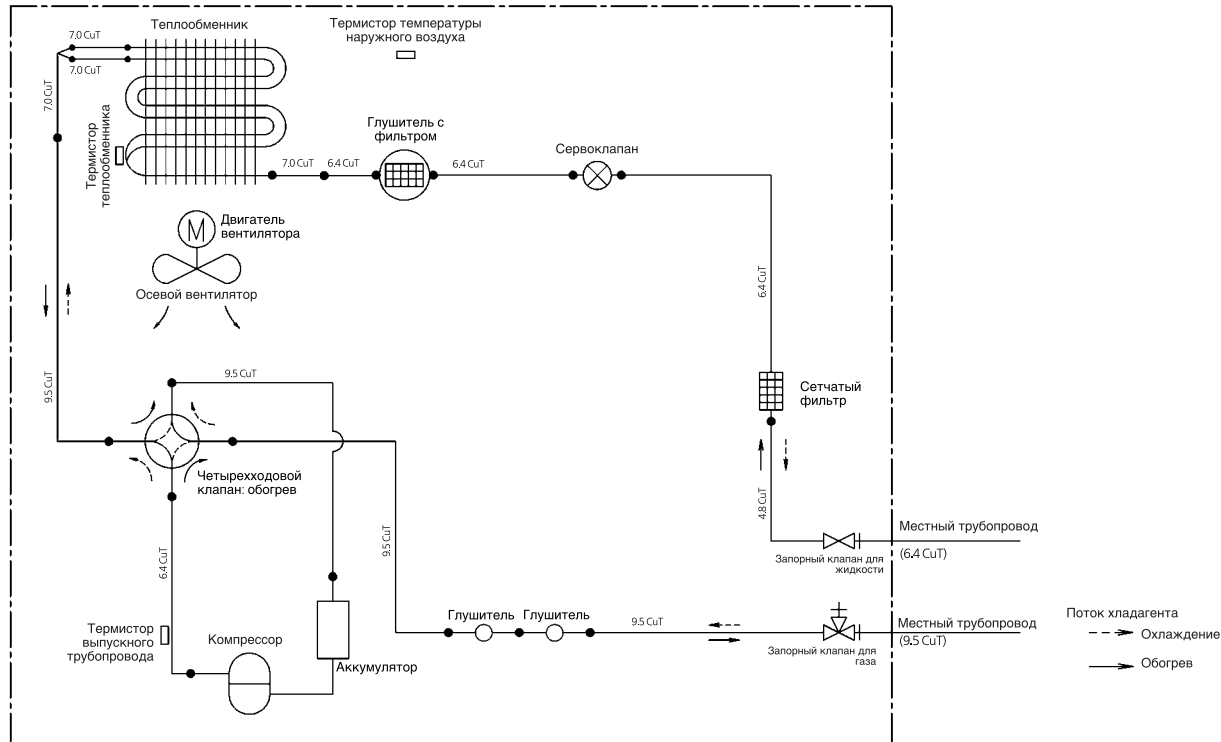 Теплообменник
Термистор температуры
наружного воздуха
7.0 CuT
7.0 CuT
7.0 CuT
Термистор
теплообменника
7.0 CuT
6.4 CuT
Глушитель с
фильтром
6.4 CuT
Сервоклапан
Двигатель
вентилятора
M
Осевой вентилятор
6.4 CuT
9.5 CuT
9.5 CuT
Сетчатый
фильтр
Четырехходовой
клапан: обогрев
4.8 CuT
9.5 CuT
6.4 CuT
Местный трубопровод
(6.4 CuT)
Запорный клапан для
жидкости
Термистор
выпускного
трубопровода
Компрессор
Аккумулятор
Глушитель
Глушитель
9.5 CuT
Местный трубопровод
(9.5 CuT)
Запорный клапан для
газа
Поток хладагента
Охлаждение
Обогрев